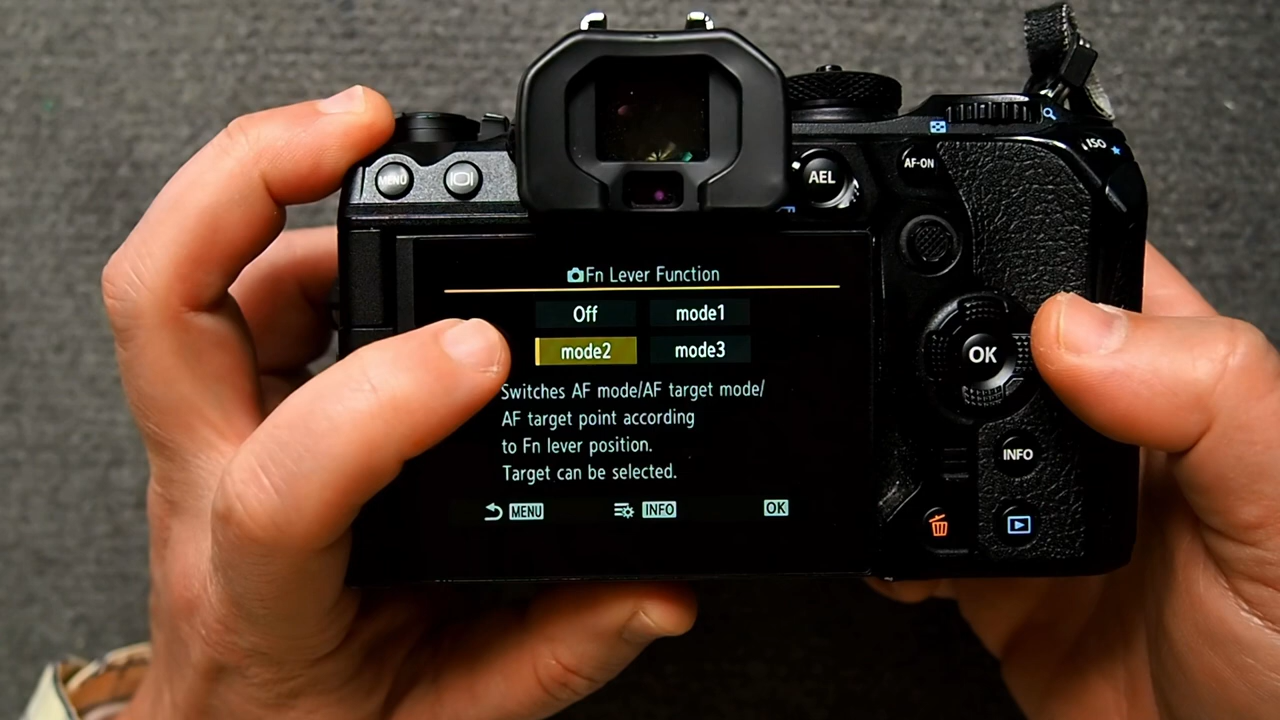 MENU
AEL
AF-ON
ISO
Fn Lever Function
Off mode1
mode2 mode3
Switches AF mode/AF target mode/
AF target point according
to Fn lever position.
Target can be selected.
MENU INFO OK
OK
INFO